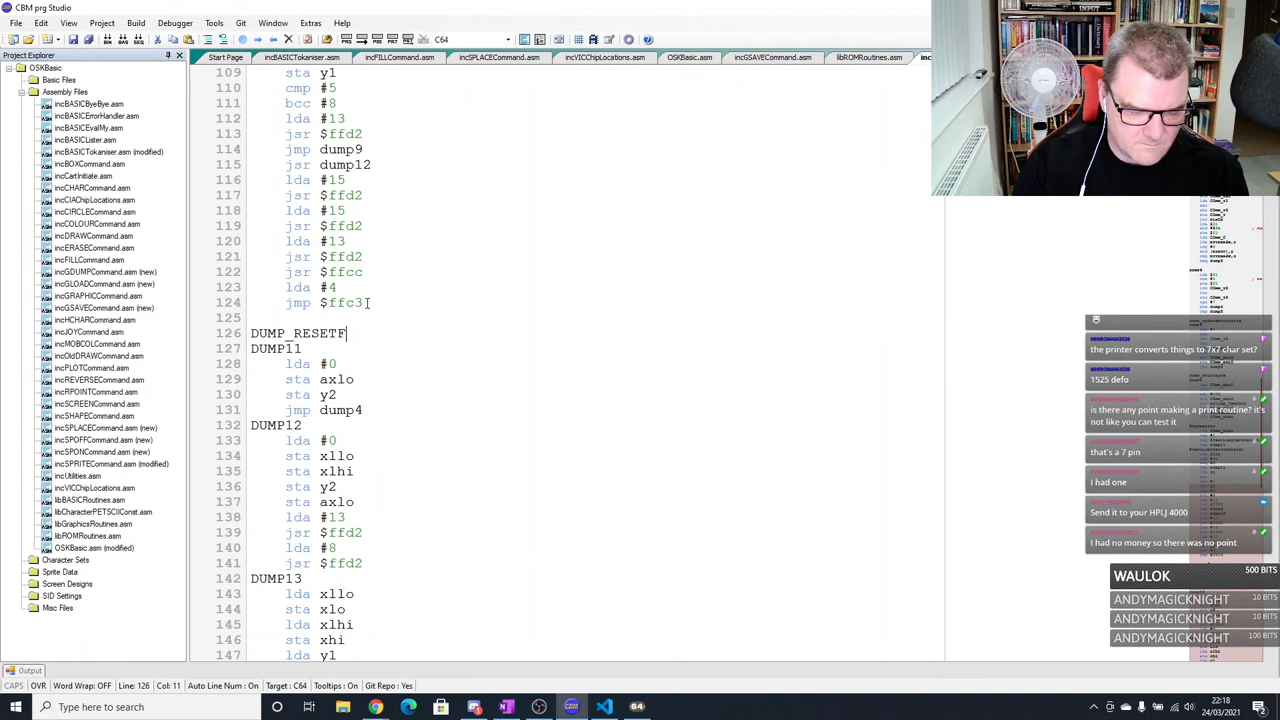 CBM prg Studio
File Edit View Project Build Debugger Tools Git Window Extras Help
C64
Project Explorer
Start Page incBASICTokaniser.asm incFILLCommand.asm incSPLACECommand.asm incVICChipLocations.asm OSKBasic.asm incGSAVECommand.asm libROMRoutines.asm inc
OSKBasic
Basic Files
Assembly Files
incBASICByeBye.asm
incBASICErrorHandler.asm
incBASICEvalMy.asm
incBASICLister.asm
incBASICTokaniser.asm (modified)
incBOXCommand.asm
incCartInitiate.asm
incCHARCommand.asm
incCIAChipLocations.asm
incCIRCLECommand.asm
incCOLOURCommand.asm
incDRAWCommand.asm
incERASECommand.asm
incFILLCommand.asm
incGDUMPCommand.asm (new)
incGLOADCommand.asm (new)
incGRAPHICCommand.asm
incGSAVECommand.asm (new)
incHCHARCommand.asm
incJOYCommand.asm
incMOBCOLCommand.asm
incOldDRAWCommand.asm
incPLOTCommand.asm
incREVERSECommand.asm
incRPOINTCommand.asm
incSCREENCommand.asm
incSHAPECommand.asm
incSPLACECommand.asm (new)
incSPOFFCommand.asm (new)
incSPONCommand.asm (new)
incSPRITECommand.asm (modified)
incUtilities.asm
incVICChipLocations.asm
libBASICRoutines.asm
libCharacterPETSCIIConst.asm
libGraphicsRoutines.asm
libROMRoutines.asm
OSKBasic.asm (modified)
Character Sets
Sprite Data
Screen Designs
SID Settings
Misc Files
109 sta y1
110 cmp #5
111 bcc #8
112 lda #13
113 jsr $ffd2
114 jmp dump9
115 jsr dump12
116 lda #15
117 jsr $ffd2
118 lda #15
119 jsr $ffd2
120 lda #13
121 jsr $ffd2
122 jsr $ffcc
123 lda #4
124 jmp $ffc3
125
126 DUMP_RESETF
127 DUMP11
128 lda #0
129 sta axlo
130 sta y2
131 jmp dump4
132 DUMP12
133 lda #0
134 sta xllo
135 sta xlhi
136 sta y2
137 sta axlo
138 lda #13
139 jsr $ffd2
140 lda #8
141 jsr $ffd2
142 DUMP13
143 lda xllo
144 sta xlo
145 lda xlhi
146 sta xhi
147 lda y1
the printer converts things to 7x7 char set?
1525 defo
is there any point making a print routine? it's
not like you can test it
that's a 7 pin
I had one
Send it to your HPLJ 4000
I had no money so there was no point
WAULOK 500 BITS
ANDYMAGICKNIGHT 10 BITS
ANDYMAGICKNIGHT 10 BITS
ANDYMAGICKNIGHT 100 BITS
Output
CAPS OVR Word Wrap: OFF Line: 126 Col: 11 Auto Line Num : On Target : C64 Tooltips : On Git Repo : Yes
Type here to search
22:18
24/03/2021